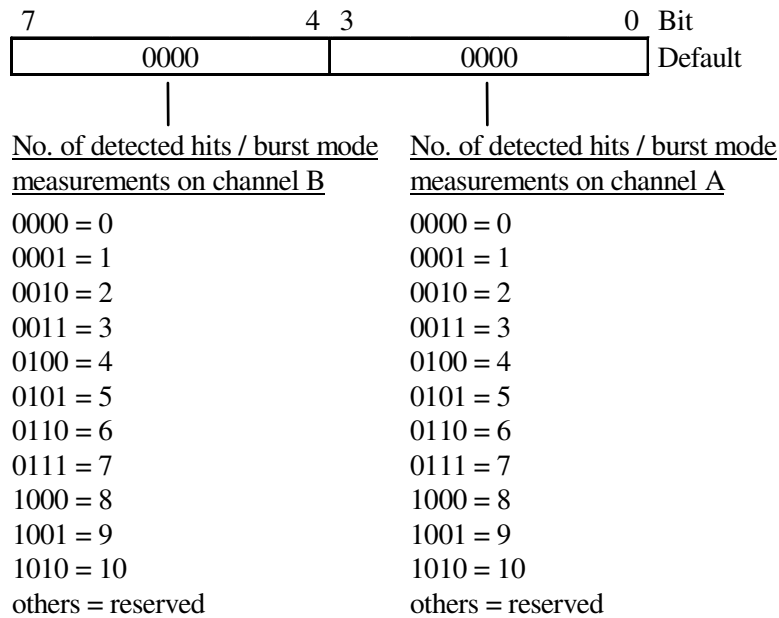 7 4 3 0 Bit
0000 0000 Default
No. of detected hits / burst mode
measurements on channel B
0000 = 0
0001 = 1
0010 = 2
0011 = 3
0100 = 4
0101 = 5
0110 = 6
0111 = 7
1000 = 8
1001 = 9
1010 = 10
others = reserved
No. of detected hits / burst mode
measurements on channel A
0000 = 0
0001 = 1
0010 = 2
0011 = 3
0100 = 4
0101 = 5
0110 = 6
0111 = 7
1000 = 8
1001 = 9
1010 = 10
others = reserved